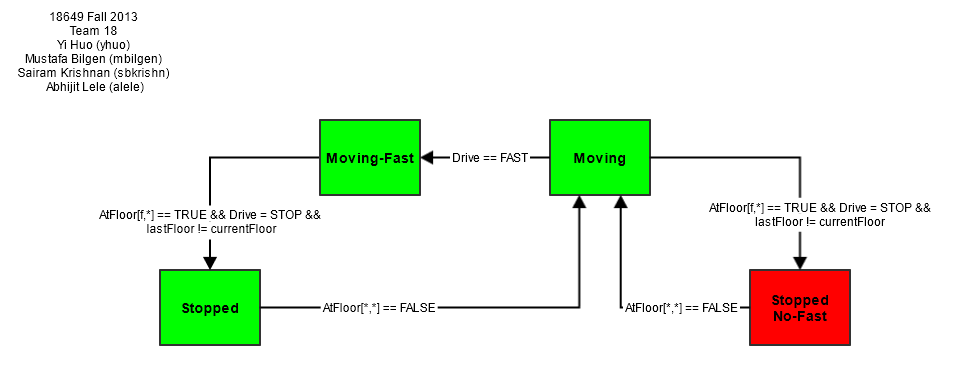 18649 Fall 2013
Team 18
Yi Huo (yhuo)
Mustafa Bilgen (mbilgen)
Sairam Krishnan (sbkrishn)
Abhijit Lele (alele)
Moving-Fast
Drive == FAST
Moving
AtFloor[f,*] == TRUE && Drive = STOP &&
lastFloor != currentFloor
AtFloor[f,*] == TRUE && Drive = STOP &&
lastFloor != currentFloor
Stopped
AtFloor[*,*] == FALSE
AtFloor[*,*] == FALSE
Stopped
No-Fast